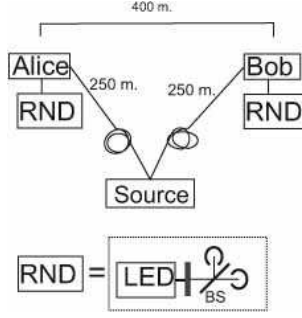 400 m.
Alice
Bob
250 m.
250 m.
RND
RND
Source
RND
=
LED
BS